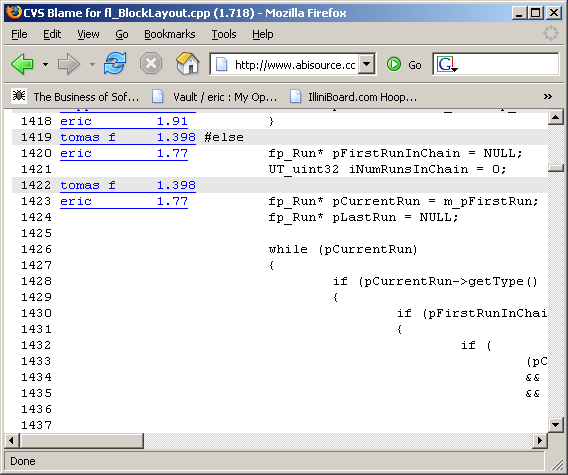 CVS Blame for fl_BlockLayout.cpp (1.718) - Mozilla Firefox
File Edit View Go Bookmarks Tools Help
http://www.abisource.cc Go G
The Business of Sof... Vault / eric : My Op... IlliniBoard.com Hoop... »
1418 eric 1.91 }
1419 tomas_f 1.398 #else
1420 eric 1.77 fp_Run* pFirstRunInChain = NULL;
1421 UT_uint32 iNumRunsInChain = 0;
1422 tomas_f 1.398
1423 eric 1.77 fp_Run* pCurrentRun = m_pFirstRun;
1424 fp_Run* pLastRun = NULL;
1425
1426 while (pCurrentRun)
1427 {
1428 if (pCurrentRun->getType()
1429 {
1430 if (pFirstRunInChai
1431 {
1432 if (
1433 (pC
1434 &&
1435 &&
1436
1437
Done